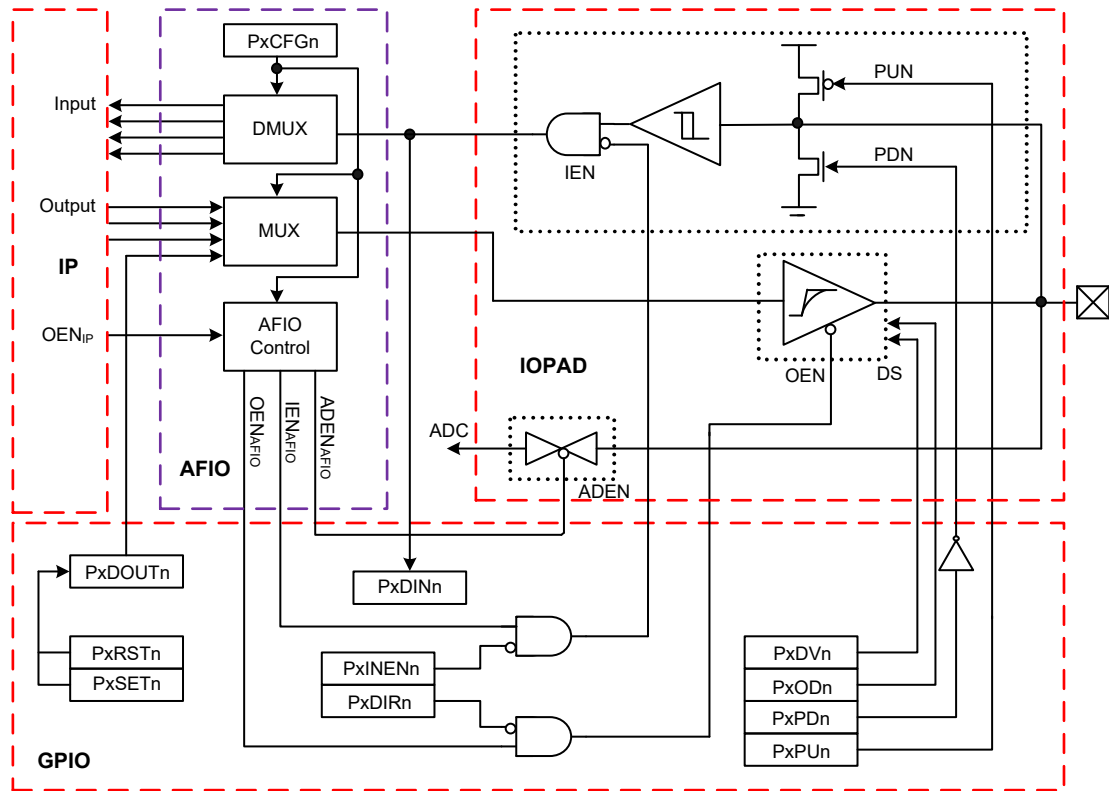 PxCFGn
Input
DMUX
IEN
PUN
PDN
Output
MUX
IP
OEN_IP
AFIO
Control
IOPAD
OEN
DS
OEN_AFIO
IEN_AFIO
ADEN_AFIO
ADC
AFIO
ADEN
PxDOUTn
PxDINn
PxRSTn
PxSETn
PxINENn
PxDIRn
PxDVn
PxODn
PxPDn
PxPUn
GPIO